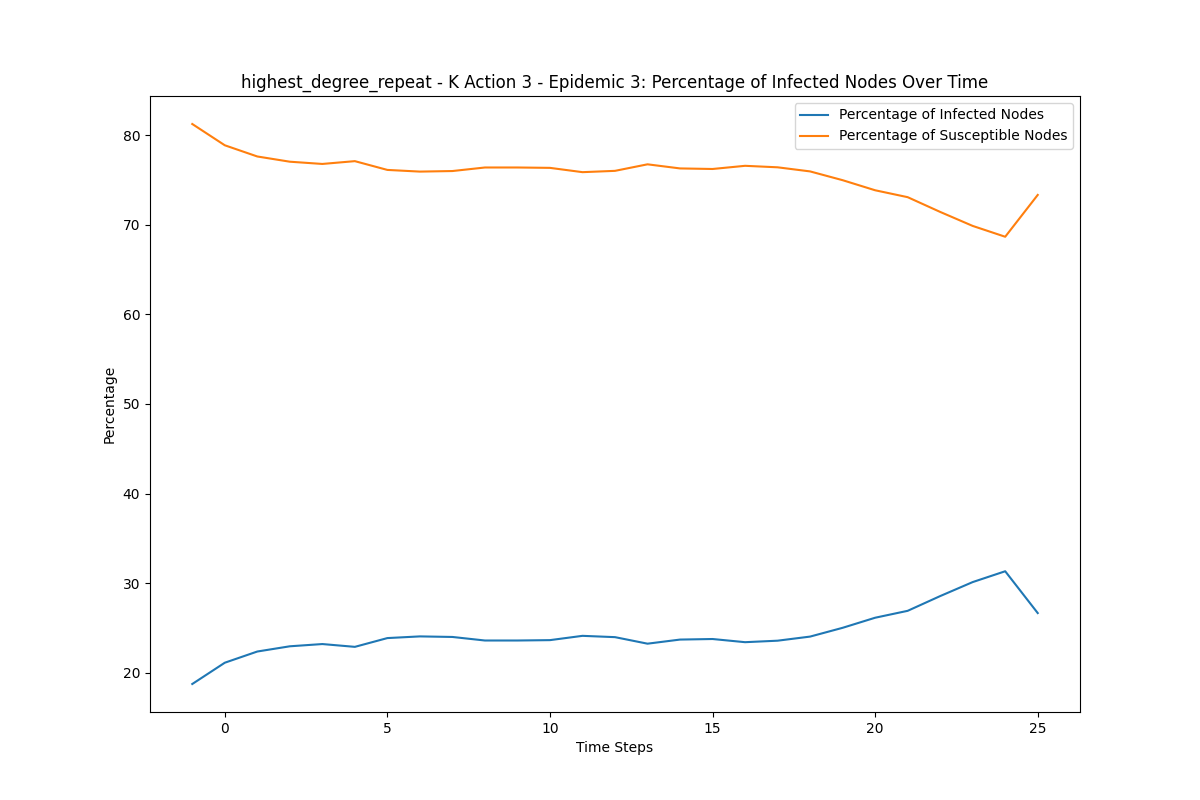 highest_degree_repeat - K Action 3 - Epidemic 3: Percentage of Infected Nodes Over Time
Percentage of Infected Nodes
Percentage of Susceptible Nodes
80
70
60
50
40
30
20
Percentage
0 5 10 15 20 25
Time Steps